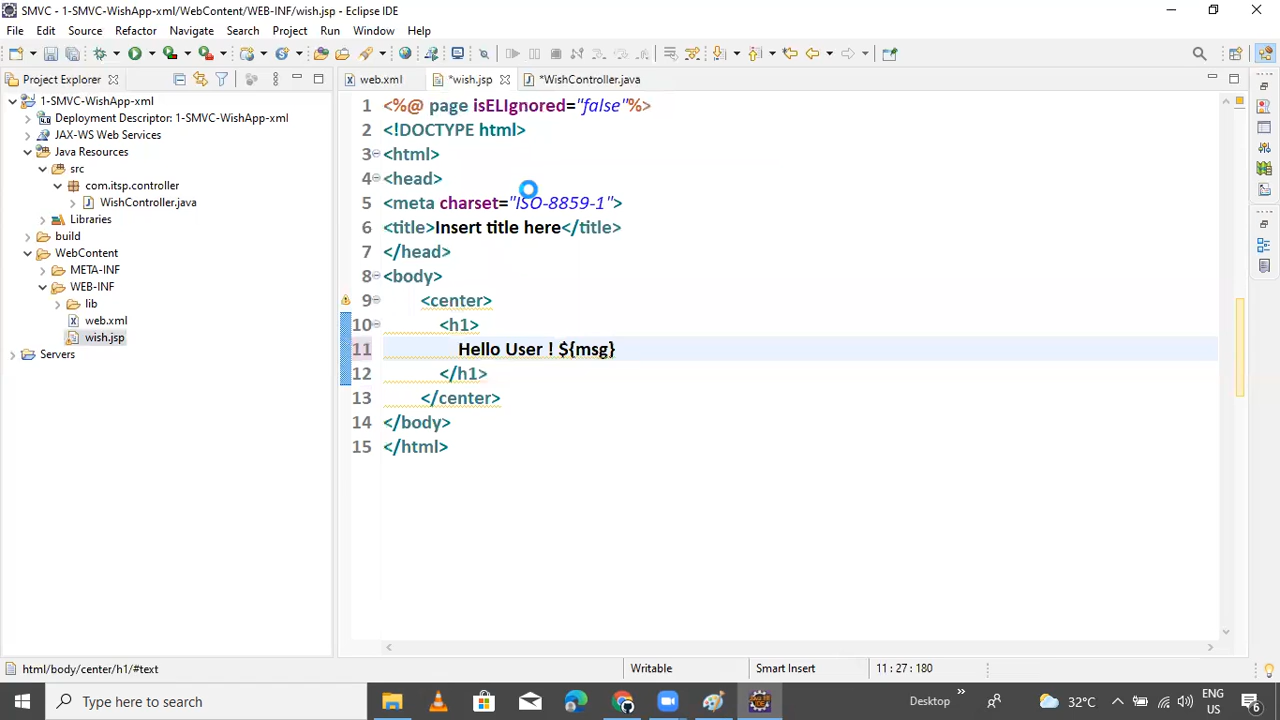 SMVC - 1-SMVC-WishApp-xml/WebContent/WEB-INF/wish.jsp - Eclipse IDE
File Edit Source Refactor Navigate Search Project Run Window Help
Project Explorer
web.xml *wish.jsp *WishController.java
1-SMVC-WishApp-xml
Deployment Descriptor: 1-SMVC-WishApp-xml
JAX-WS Web Services
Java Resources
src
com.itsp.controller
WishController.java
Libraries
build
WebContent
META-INF
WEB-INF
lib
web.xml
wish.jsp
Servers
1 <%@ page isELIgnored="false"%>
2 <!DOCTYPE html>
3 <html>
4 <head>
5 <meta charset="ISO-8859-1">
6 <title>Insert title here</title>
7 </head>
8 <body>
9 <center>
10 <h1>
11 Hello User ! ${msg}
12 </h1>
13 </center>
14 </body>
15 </html>
html/body/center/h1/#text Writable Smart Insert 11 : 27 : 180
Type here to search Desktop 32°C ENG
US
6